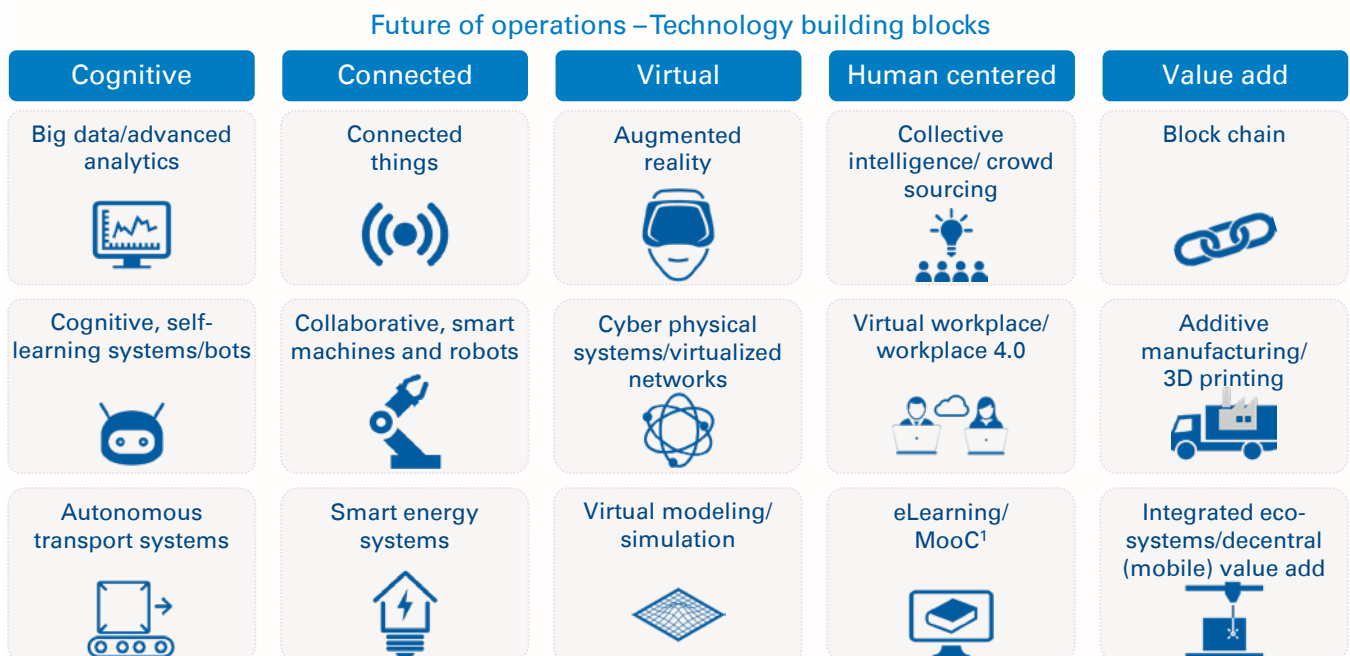 Future of operations – Technology building blocks
Cognitive
Connected
Virtual
Human centered
Value add
Big data/advanced
analytics
Connected
things
Augmented
reality
Collective
intelligence/ crowd
sourcing
Block chain
Cognitive, self-
learning systems/bots
Collaborative, smart
machines and robots
Cyber physical
systems/virtualized
networks
Virtual workplace/
workplace 4.0
Additive
manufacturing/
3D printing
Autonomous
transport systems
Smart energy
systems
Virtual modeling/
simulation
eLearning/
MooC¹
Integrated eco-
systems/decentral
(mobile) value add